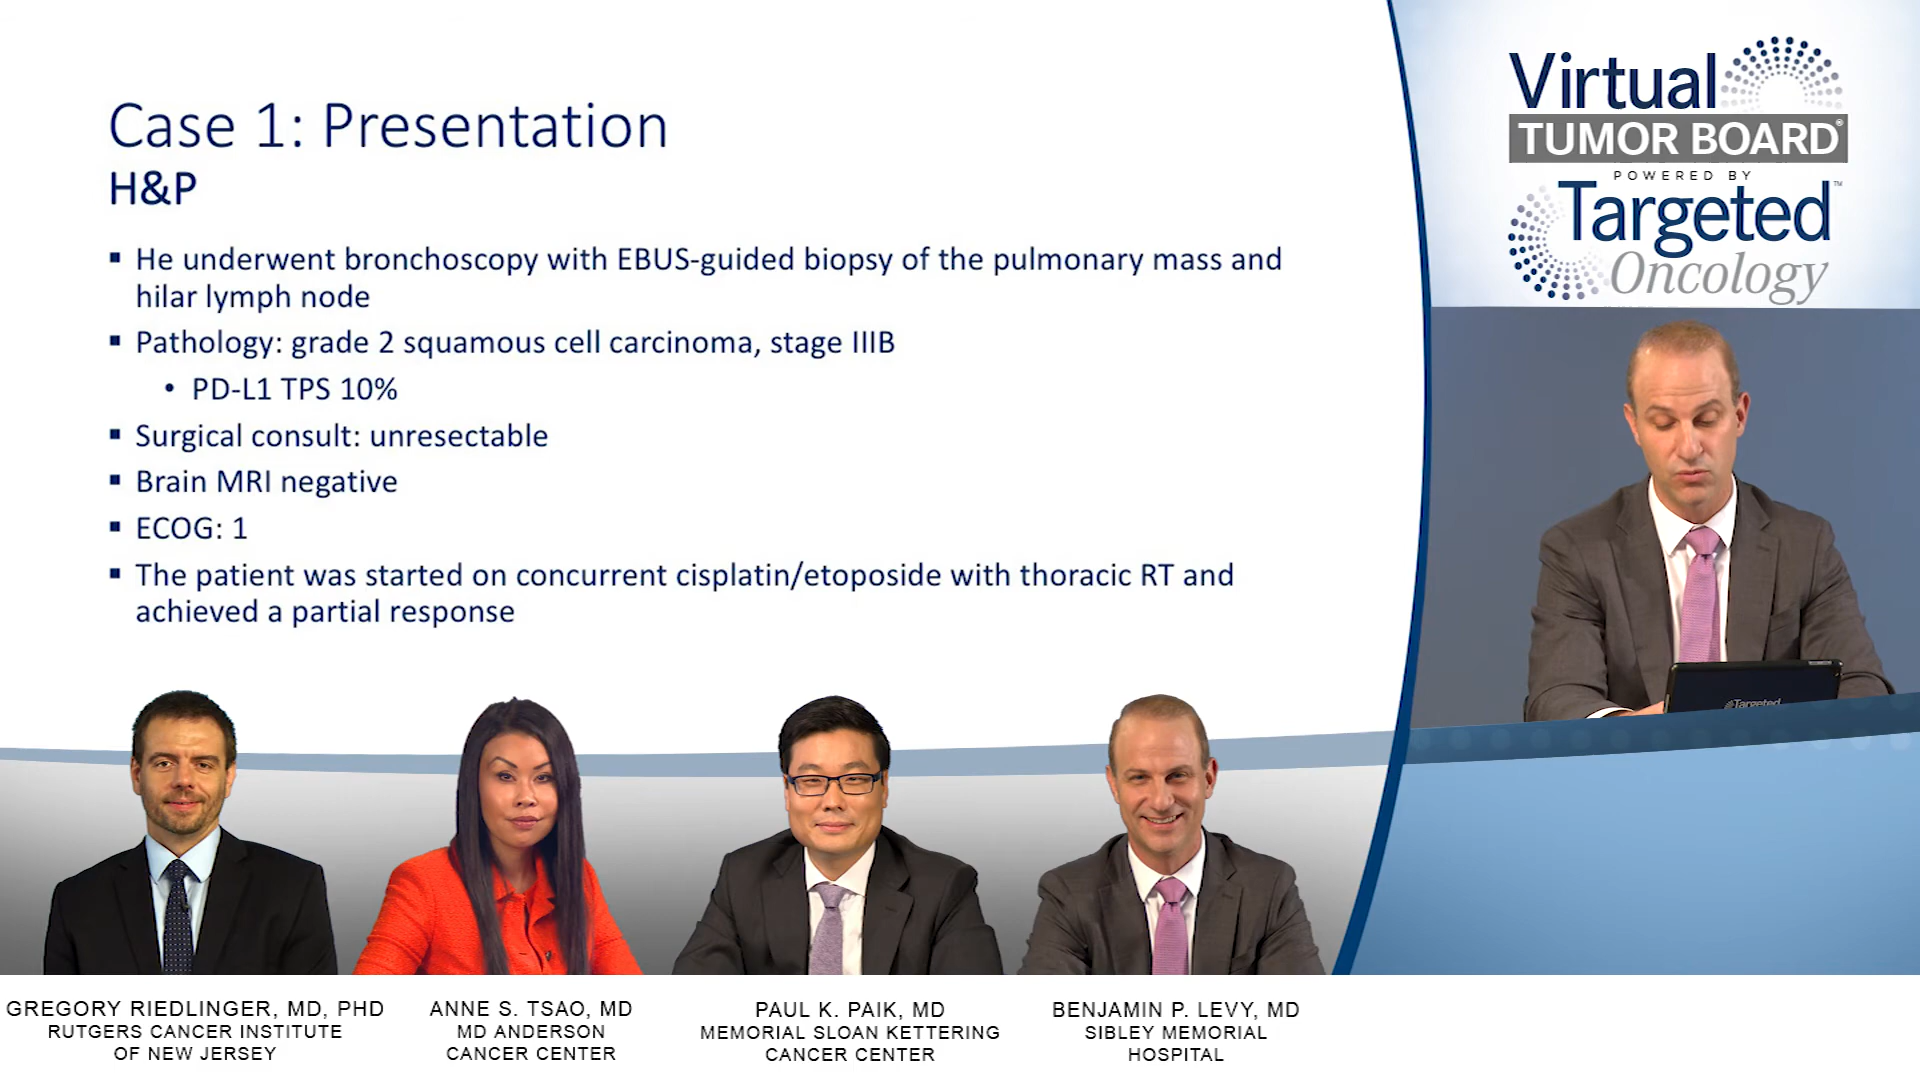 Case 1: Presentation
H&P
▪ He underwent bronchoscopy with EBUS-guided biopsy of the pulmonary mass and
hilar lymph node
▪ Pathology: grade 2 squamous cell carcinoma, stage IIIB
• PD-L1 TPS 10%
▪ Surgical consult: unresectable
▪ Brain MRI negative
▪ ECOG: 1
▪ The patient was started on concurrent cisplatin/etoposide with thoracic RT and
achieved a partial response
Virtual
TUMOR BOARD®
POWERED BY
Targeted™
Oncology
Targeted
GREGORY RIEDLINGER, MD, PHD
RUTGERS CANCER INSTITUTE
OF NEW JERSEY
ANNE S. TSAO, MD
MD ANDERSON
CANCER CENTER
PAUL K. PAIK, MD
MEMORIAL SLOAN KETTERING
CANCER CENTER
BENJAMIN P. LEVY, MD
SIBLEY MEMORIAL
HOSPITAL